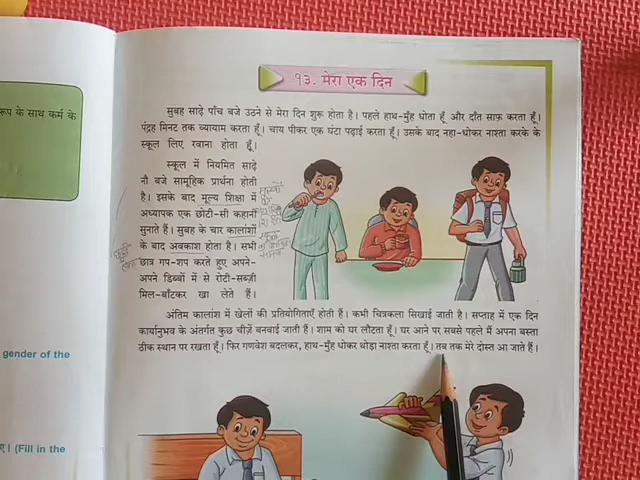 रूप के साथ कर्म के
gender of the
ए। (Fill in the
१३. मेरा एक दिन
सुबह साढ़े पाँच बजे उठने से मेरा दिन शुरू होता है। पहले हाथ-मुँह धोता हूँ और दाँत साफ़ करता हूँ।
पंद्रह मिनट तक व्यायाम करता हूँ। चाय पीकर एक घंटा पढ़ाई करता हूँ। उसके बाद नहा-धोकर नाश्ता करके के
स्कूल लिए रवाना होता हूँ।
स्कूल में नियमित साढ़े
नौ बजे सामूहिक प्रार्थना होती
है। इसके बाद मूल्य शिक्षा में
अध्यापक एक छोटी-सी कहानी
सुनाते हैं। सुबह के चार कालांशों
के बाद अवकाश होता है। सभी
छात्र गप-शप करते हुए अपने-
अपने डिब्बों में से रोटी-सब्ज़ी
मिल-बाँटकर खा लेते हैं।
अंतिम कालांश में खेलों की प्रतियोगिताएँ होती हैं। कभी चित्रकला सिखाई जाती है। सप्ताह में एक दिन
कार्यानुभव के अंतर्गत कुछ चीज़ें बनवाई जाती हैं। शाम को घर लौटता हूँ। घर आने पर सबसे पहले मैं अपना बस्ता
ठीक स्थान पर रखता हूँ। फिर गणवेश बदलकर, हाथ-मुँह धोकर थोड़ा नाश्ता करता हूँ। तब तक मेरे दोस्त आ जाते हैं।